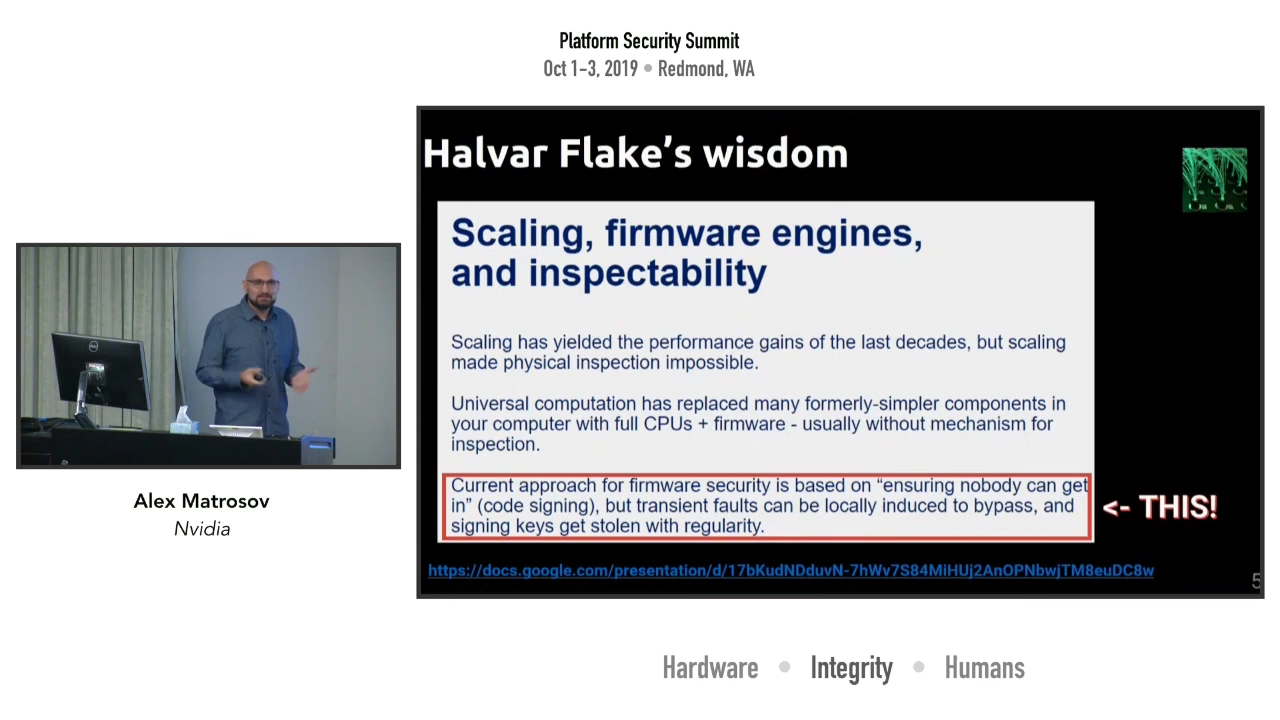 Platform Security Summit
Oct 1-3, 2019 • Redmond, WA
Halvar Flake's wisdom
Scaling, firmware engines,
and inspectability
Scaling has yielded the performance gains of the last decades, but scaling
made physical inspection impossible.
Universal computation has replaced many formerly-simpler components in
your computer with full CPUs + firmware - usually without mechanism for
inspection.
Current approach for firmware security is based on “ensuring nobody can get
in” (code signing), but transient faults can be locally induced to bypass, and
signing keys get stolen with regularity.
<- THIS!
https://docs.google.com/presentation/d/17bKudNDduvN-7hWv7S84MiHUj2AnOPNbwjTM8euDC8w
5
Alex Matrosov
Nvidia
Hardware • Integrity • Humans